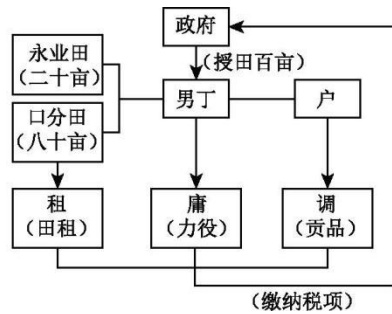 政府
(授田百亩)
永业田
(二十亩)
口分田
(八十亩)
男丁
户
租
(田租)
庸
(力役)
调
(贡品)
(缴纳税项)